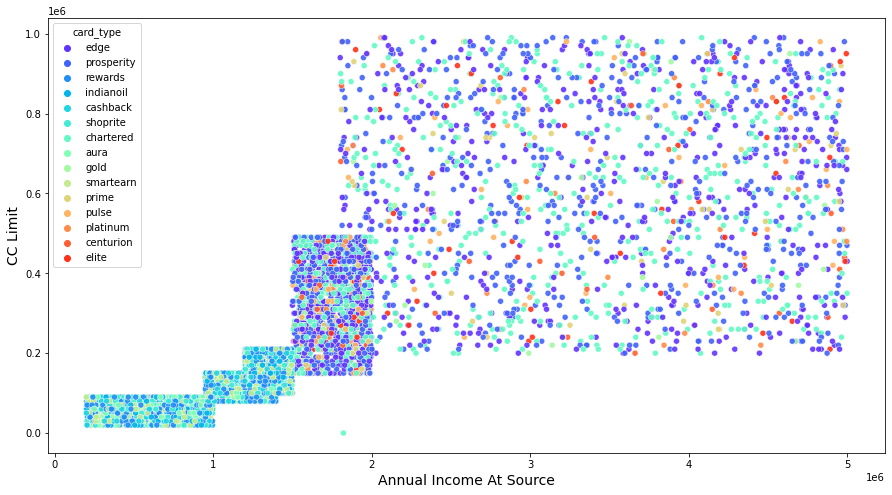 1e6
card_type
edge
prosperity
rewards
indianoil
cashback
shoprite
chartered
aura
gold
smartearn
prime
pulse
platinum
centurion
elite
CC Limit
1.0
0.8
0.6
0.4
0.2
0.0
0
1
2
3
4
5
1e6
Annual Income At Source